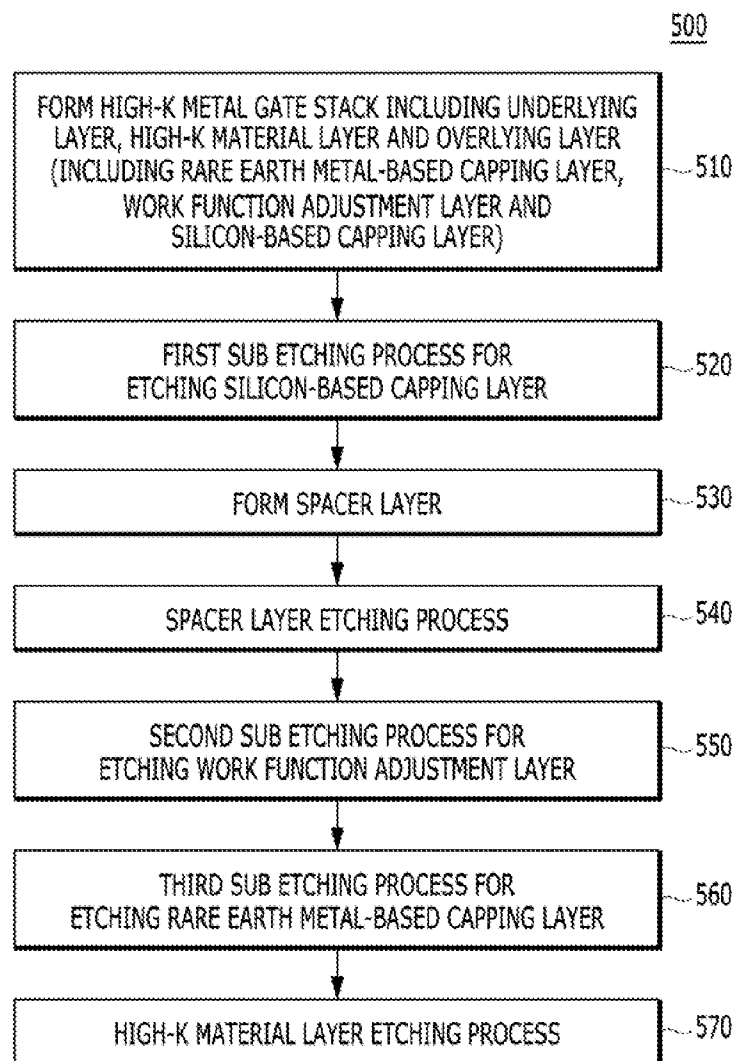 500
FORM HIGH-K METAL GATE STACK INCLUDING UNDERLYING
LAYER, HIGH-K MATERIAL LAYER AND OVERLYING LAYER
(INCLUDING RARE EARTH METAL-BASED CAPPING LAYER,
WORK FUNCTION ADJUSTMENT LAYER AND
SILICON-BASED CAPPING LAYER)
510
FIRST SUB ETCHING PROCESS FOR
ETCHING SILICON-BASED CAPPING LAYER
520
FORM SPACER LAYER
530
SPACER LAYER ETCHING PROCESS
540
SECOND SUB ETCHING PROCESS FOR
ETCHING WORK FUNCTION ADJUSTMENT LAYER
550
THIRD SUB ETCHING PROCESS FOR
ETCHING RARE EARTH METAL-BASED CAPPING LAYER
560
HIGH-K MATERIAL LAYER ETCHING PROCESS
570